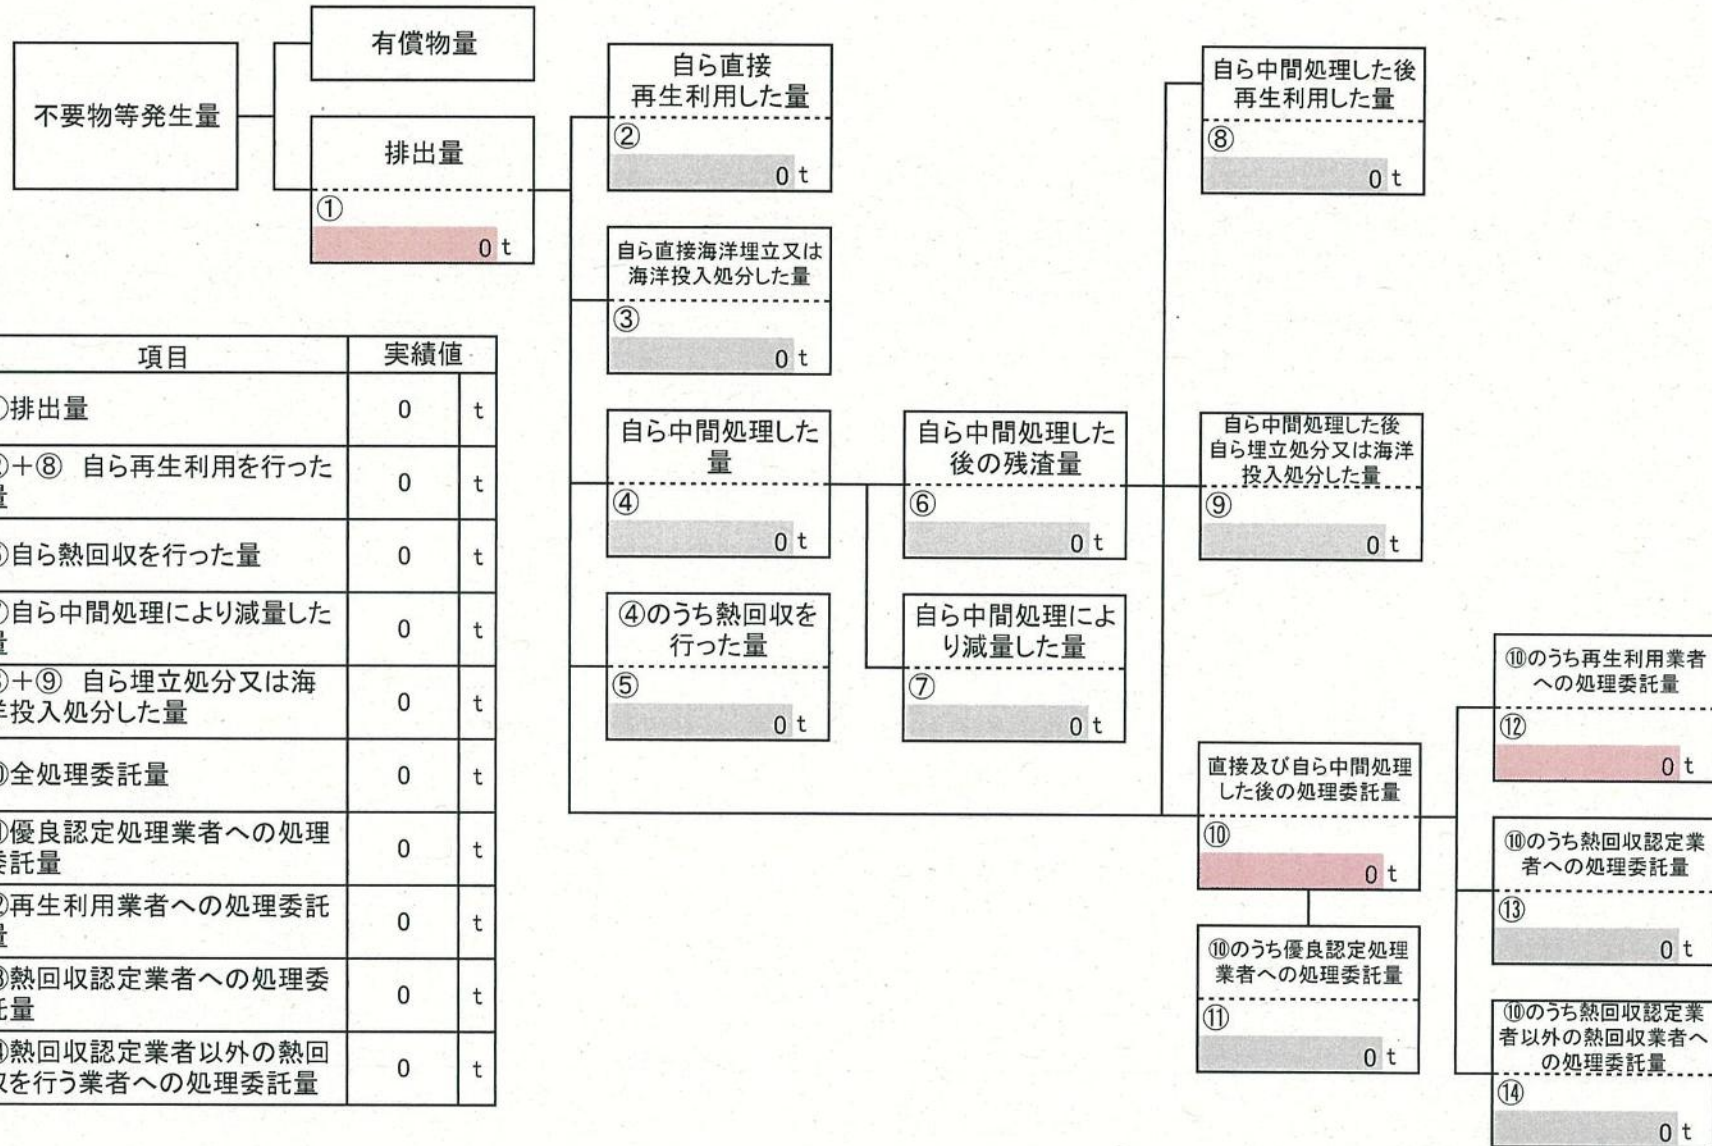 不要物等発生量
有償物量
排出量
①
0 t
自ら直接
再生利用した量
②
0 t
自ら直接海洋埋立又は
海洋投入処分した量
③
0 t
自ら中間処理した
量
④
0 t
④のうち熱回収を
行った量
⑤
0 t
自ら中間処理した
後の残渣量
⑥
0 t
自ら中間処理によ
り減量した量
⑦
0 t
自ら中間処理した後
再生利用した量
⑧
0 t
自ら中間処理した後
自ら埋立処分又は海洋
投入処分した量
⑨
0 t
直接及び自ら中間処理
した後の処理委託量
⑩
0 t
⑩のうち優良認定処理
業者への処理委託量
⑪
0 t
⑩のうち再生利用業者
への処理委託量
⑫
0 t
⑩のうち熱回収認定業
者への処理委託量
⑬
0 t
⑩のうち熱回収認定業
者以外の熱回収業者へ
の処理委託量
⑭
0 t
項目 実績値
排出量 0 t
+⑧ 自ら再生利用を行った
量 0 t
自ら熱回収を行った量 0 t
自ら中間処理により減量した
量 0 t
+⑨ 自ら埋立処分又は海
洋投入処分した量 0 t
全処理委託量 0 t
優良認定処理業者への処理
委託量 0 t
再生利用業者への処理委託
量 0 t
熱回収認定業者への処理委
託量 0 t
熱回収認定業者以外の熱回
収を行う業者への処理委託量 0 t